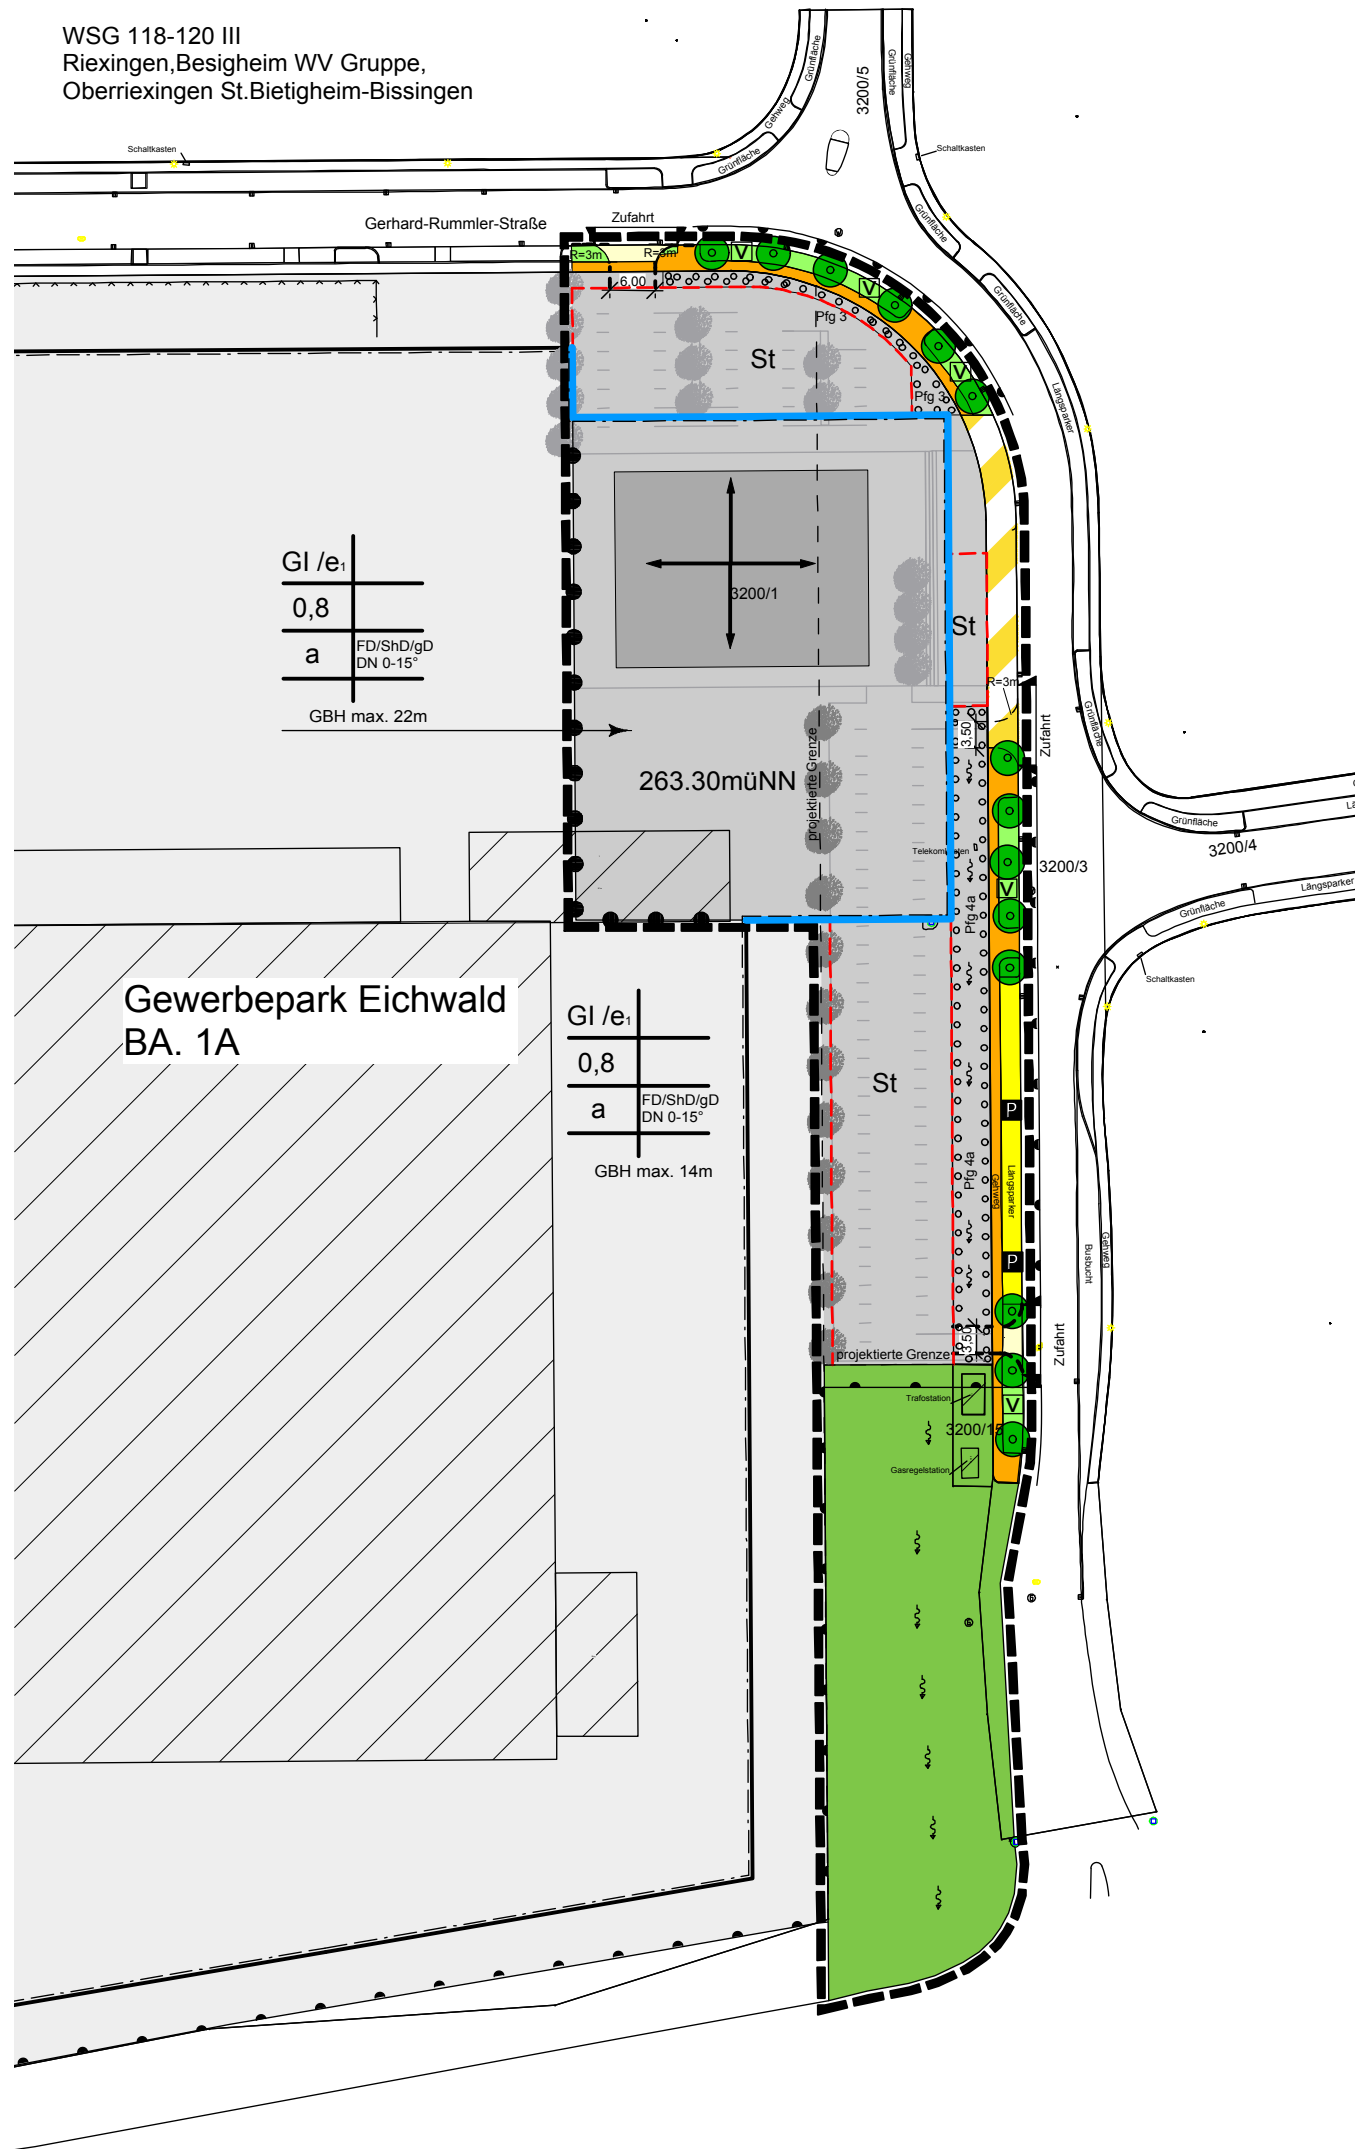 WSG 118-120 III
Riexingen,Besigheim WV Gruppe,
Oberriexingen St.Bietigheim-Bissingen
Grünfläche
Gehweg
Grünfläche
3200/5
Grünfläche
Gehweg
Schaltkasten
Schaltkasten
Grünfläche
Gerhard-Rummler-Straße
Zufahrt
R=3m
R=3m
V
6,00
V
Pfg 3
St
V
Pfg 3
Grünfläche
Längsparker
GI /e1
0,8
a
FD/ShD/gD
DN 0-15°
GBH max. 22m
3200/1
St
R=3m
3,50
Zufahrt
Grünfläche
263.30müNN
projektierte Grenze
Telekomkasten
Pfg 4a
V
3200/3
Grünfläche
3200/4
Längsparker
Grünfläche
Schaltkasten
Gewerbepark Eichwald
BA. 1A
GI /e1
0,8
a
FD/ShD/gD
DN 0-15°
GBH max. 14m
St
P
Pfg 4a
Gehweg
Längsparker
P
Busbucht
Gehweg
3,50
Zufahrt
projektierte Grenze
Trafostation
V
3200/15
Gasregelstation